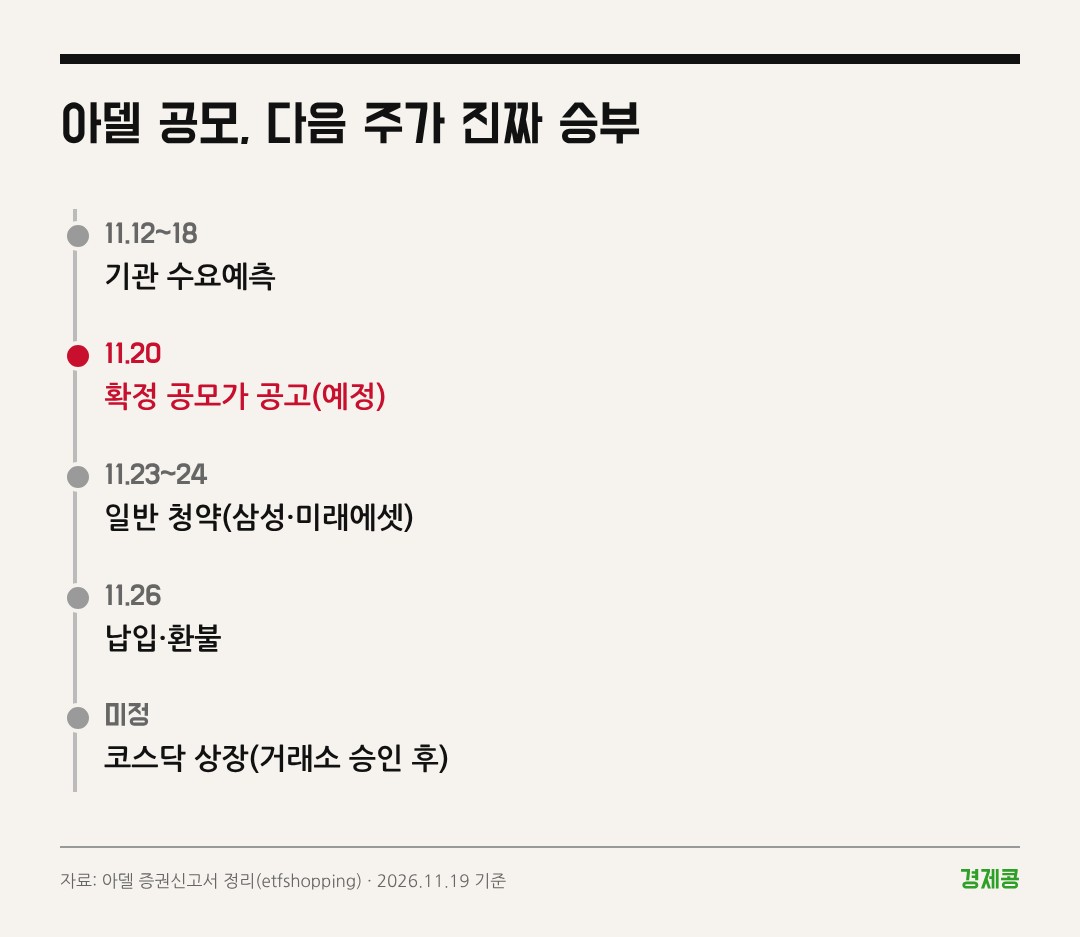 아델 공모, 다음 주가 진짜 승부
11.12~18
기관 수요예측
11.20
확정 공모가 공고(예정)
11.23~24
일반 청약(삼성·미래에셋)
11.26
납입·환불
미정
코스닥 상장(거래소 승인 후)
자료: 아델 증권신고서 정리(etfshopping) · 2026.11.19 기준
경제콩